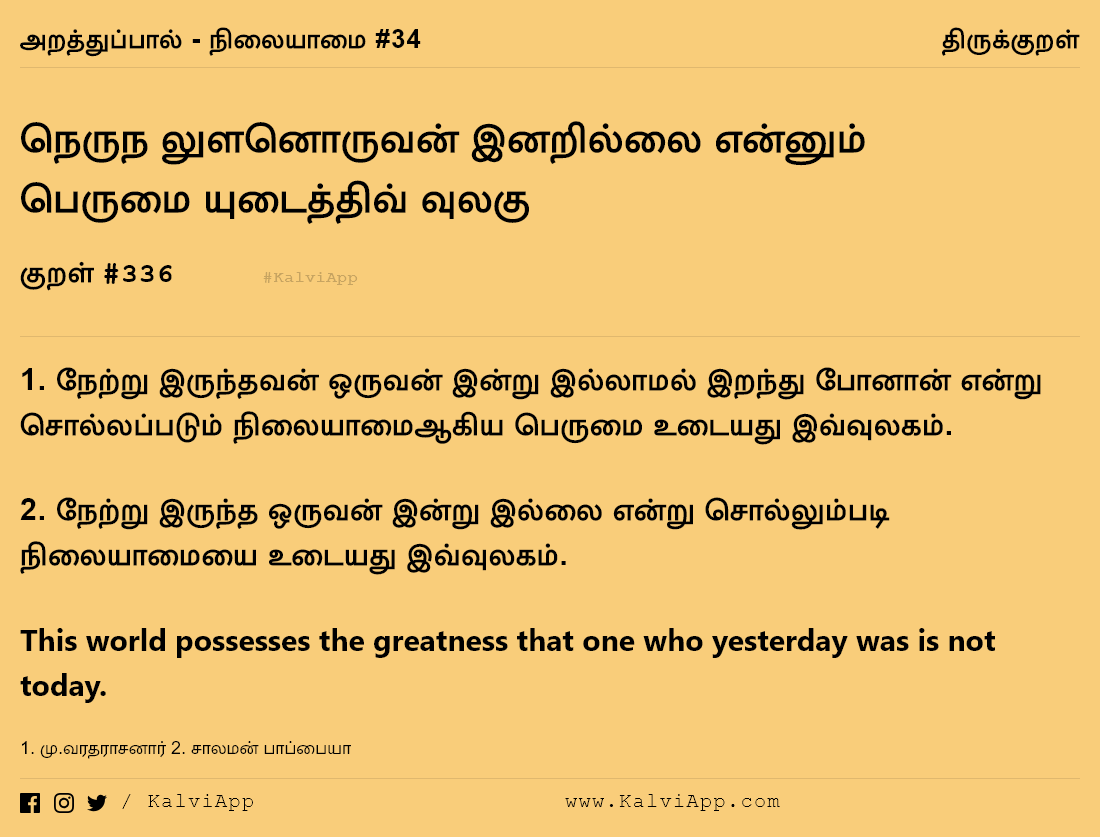 அறத்துப்பால் - நிலையாமை #34
திருக்குறள்
நெருந லுளனொருவன் இனறில்லை என்னும்
பெருமை யுடைத்திவ் வுலகு
குறள் #336
#KalviApp
1. நேற்று இருந்தவன் ஒருவன் இன்று இல்லாமல் இறந்து போனான் என்று
சொல்லப்படும் நிலையாமைஆகிய பெருமை உடையது இவ்வுலகம்.
2. நேற்று இருந்த ஒருவன் இன்று இல்லை என்று சொல்லும்படி
நிலையாமையை உடையது இவ்வுலகம்.
This world possesses the greatness that one who yesterday was is not
today.
1. மு.வரதராசனார் 2. சாலமன் பாப்பையா
/ KalviApp
www.KalviApp.com